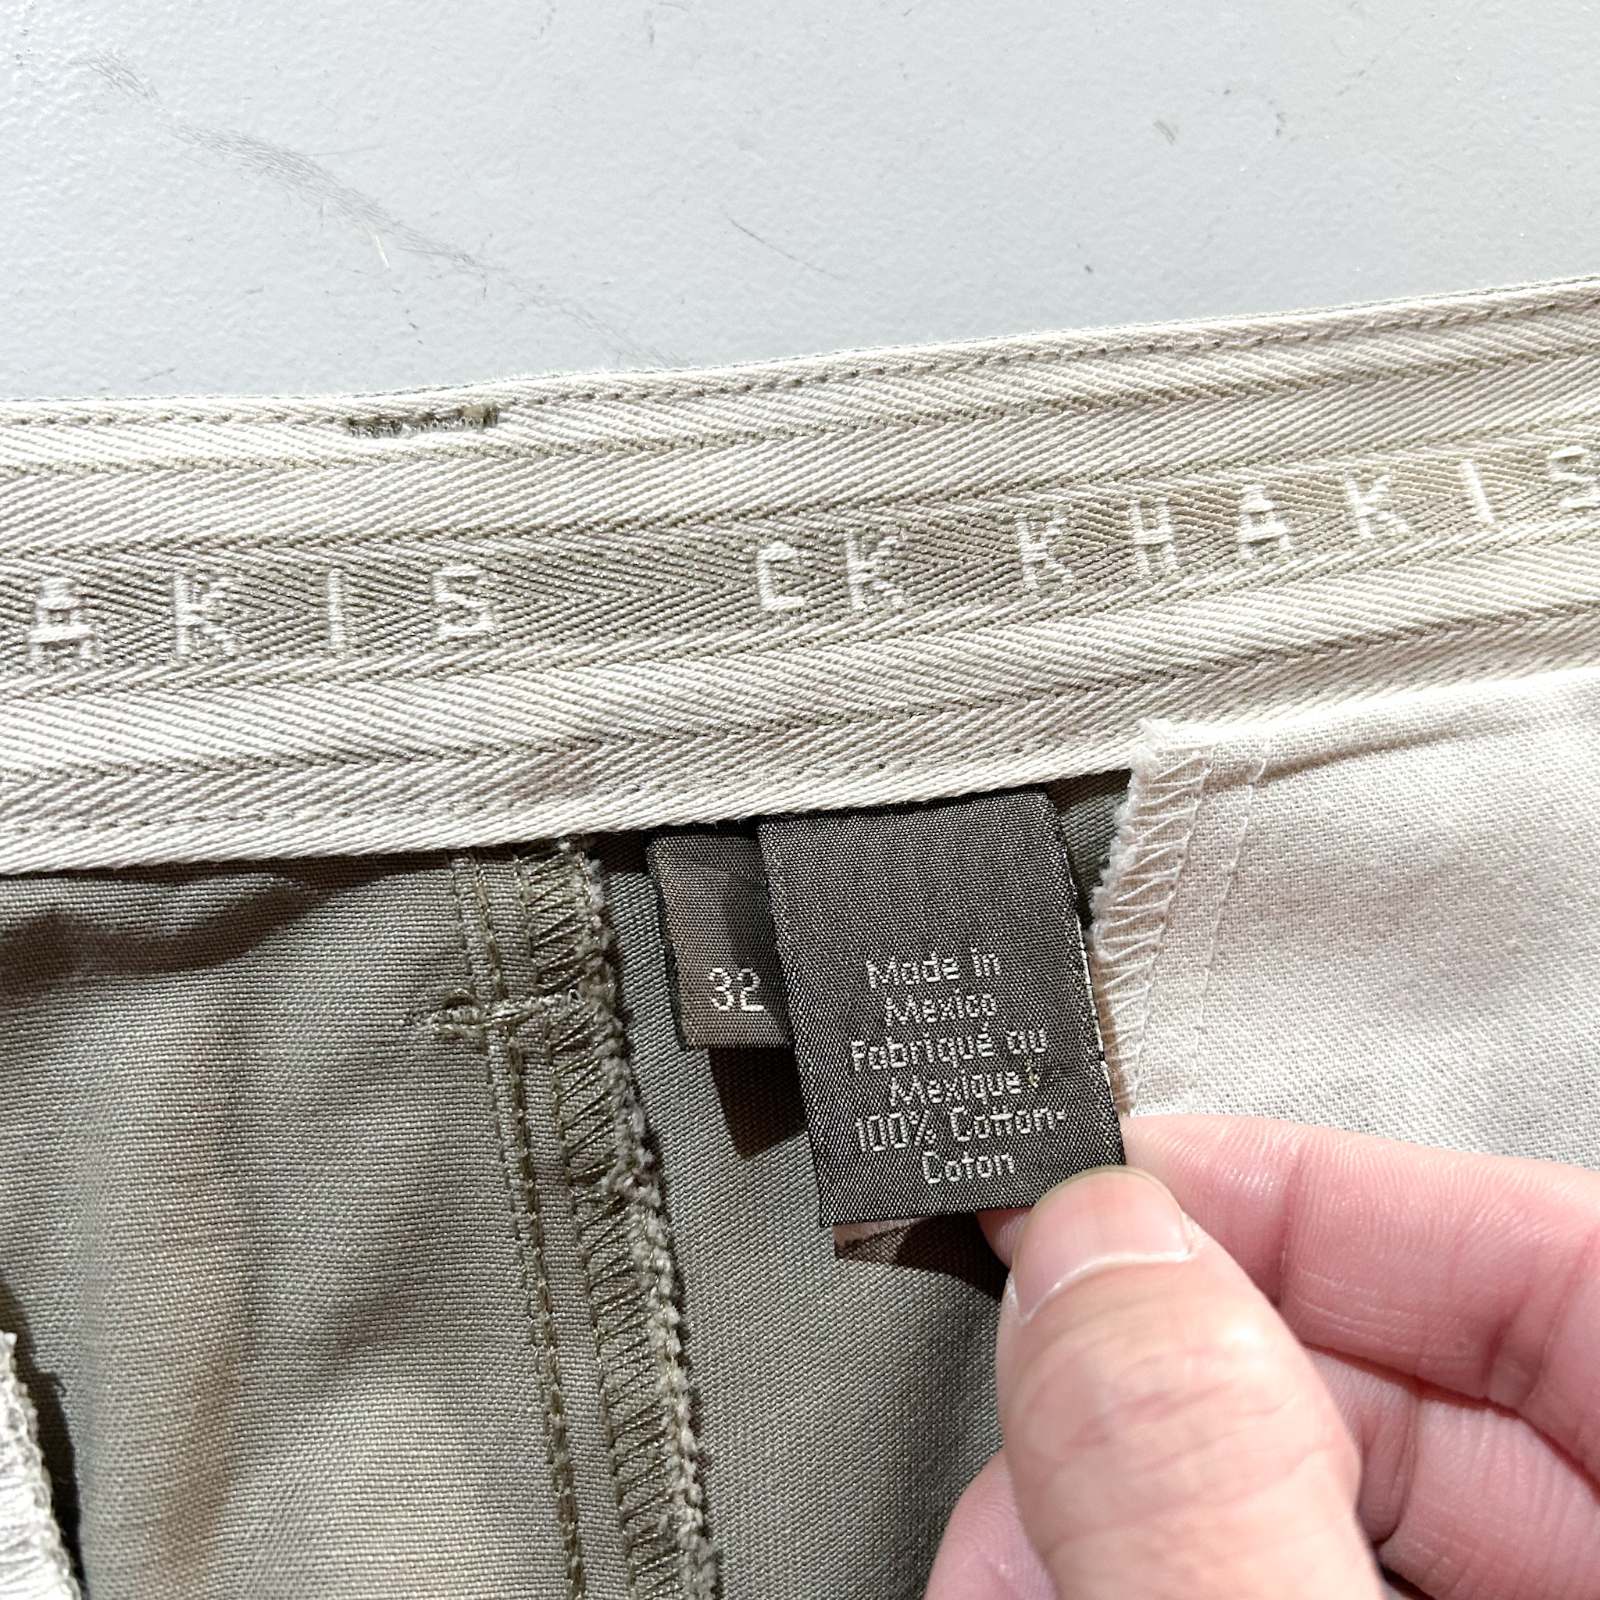 AKIS CK KHAKIS
32
Made in
Mexico
Fabriqué au
Mexique
100% Cotton-
Coton